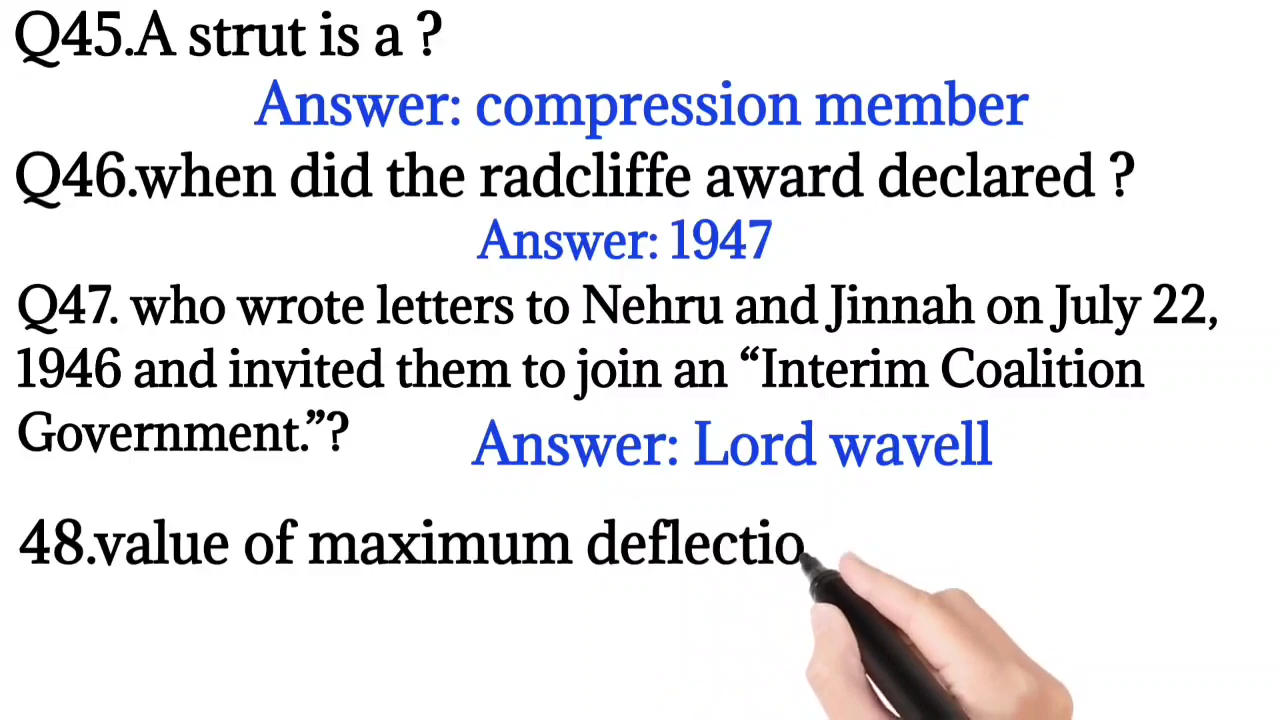 Q45.A strut is a ?
Answer: compression member
Q46.when did the radcliffe award declared ?
Answer: 1947
Q47. who wrote letters to Nehru and Jinnah on July 22,
1946 and invited them to join an “Interim Coalition
Government.”?
Answer: Lord wavell
48.value of maximum deflectio